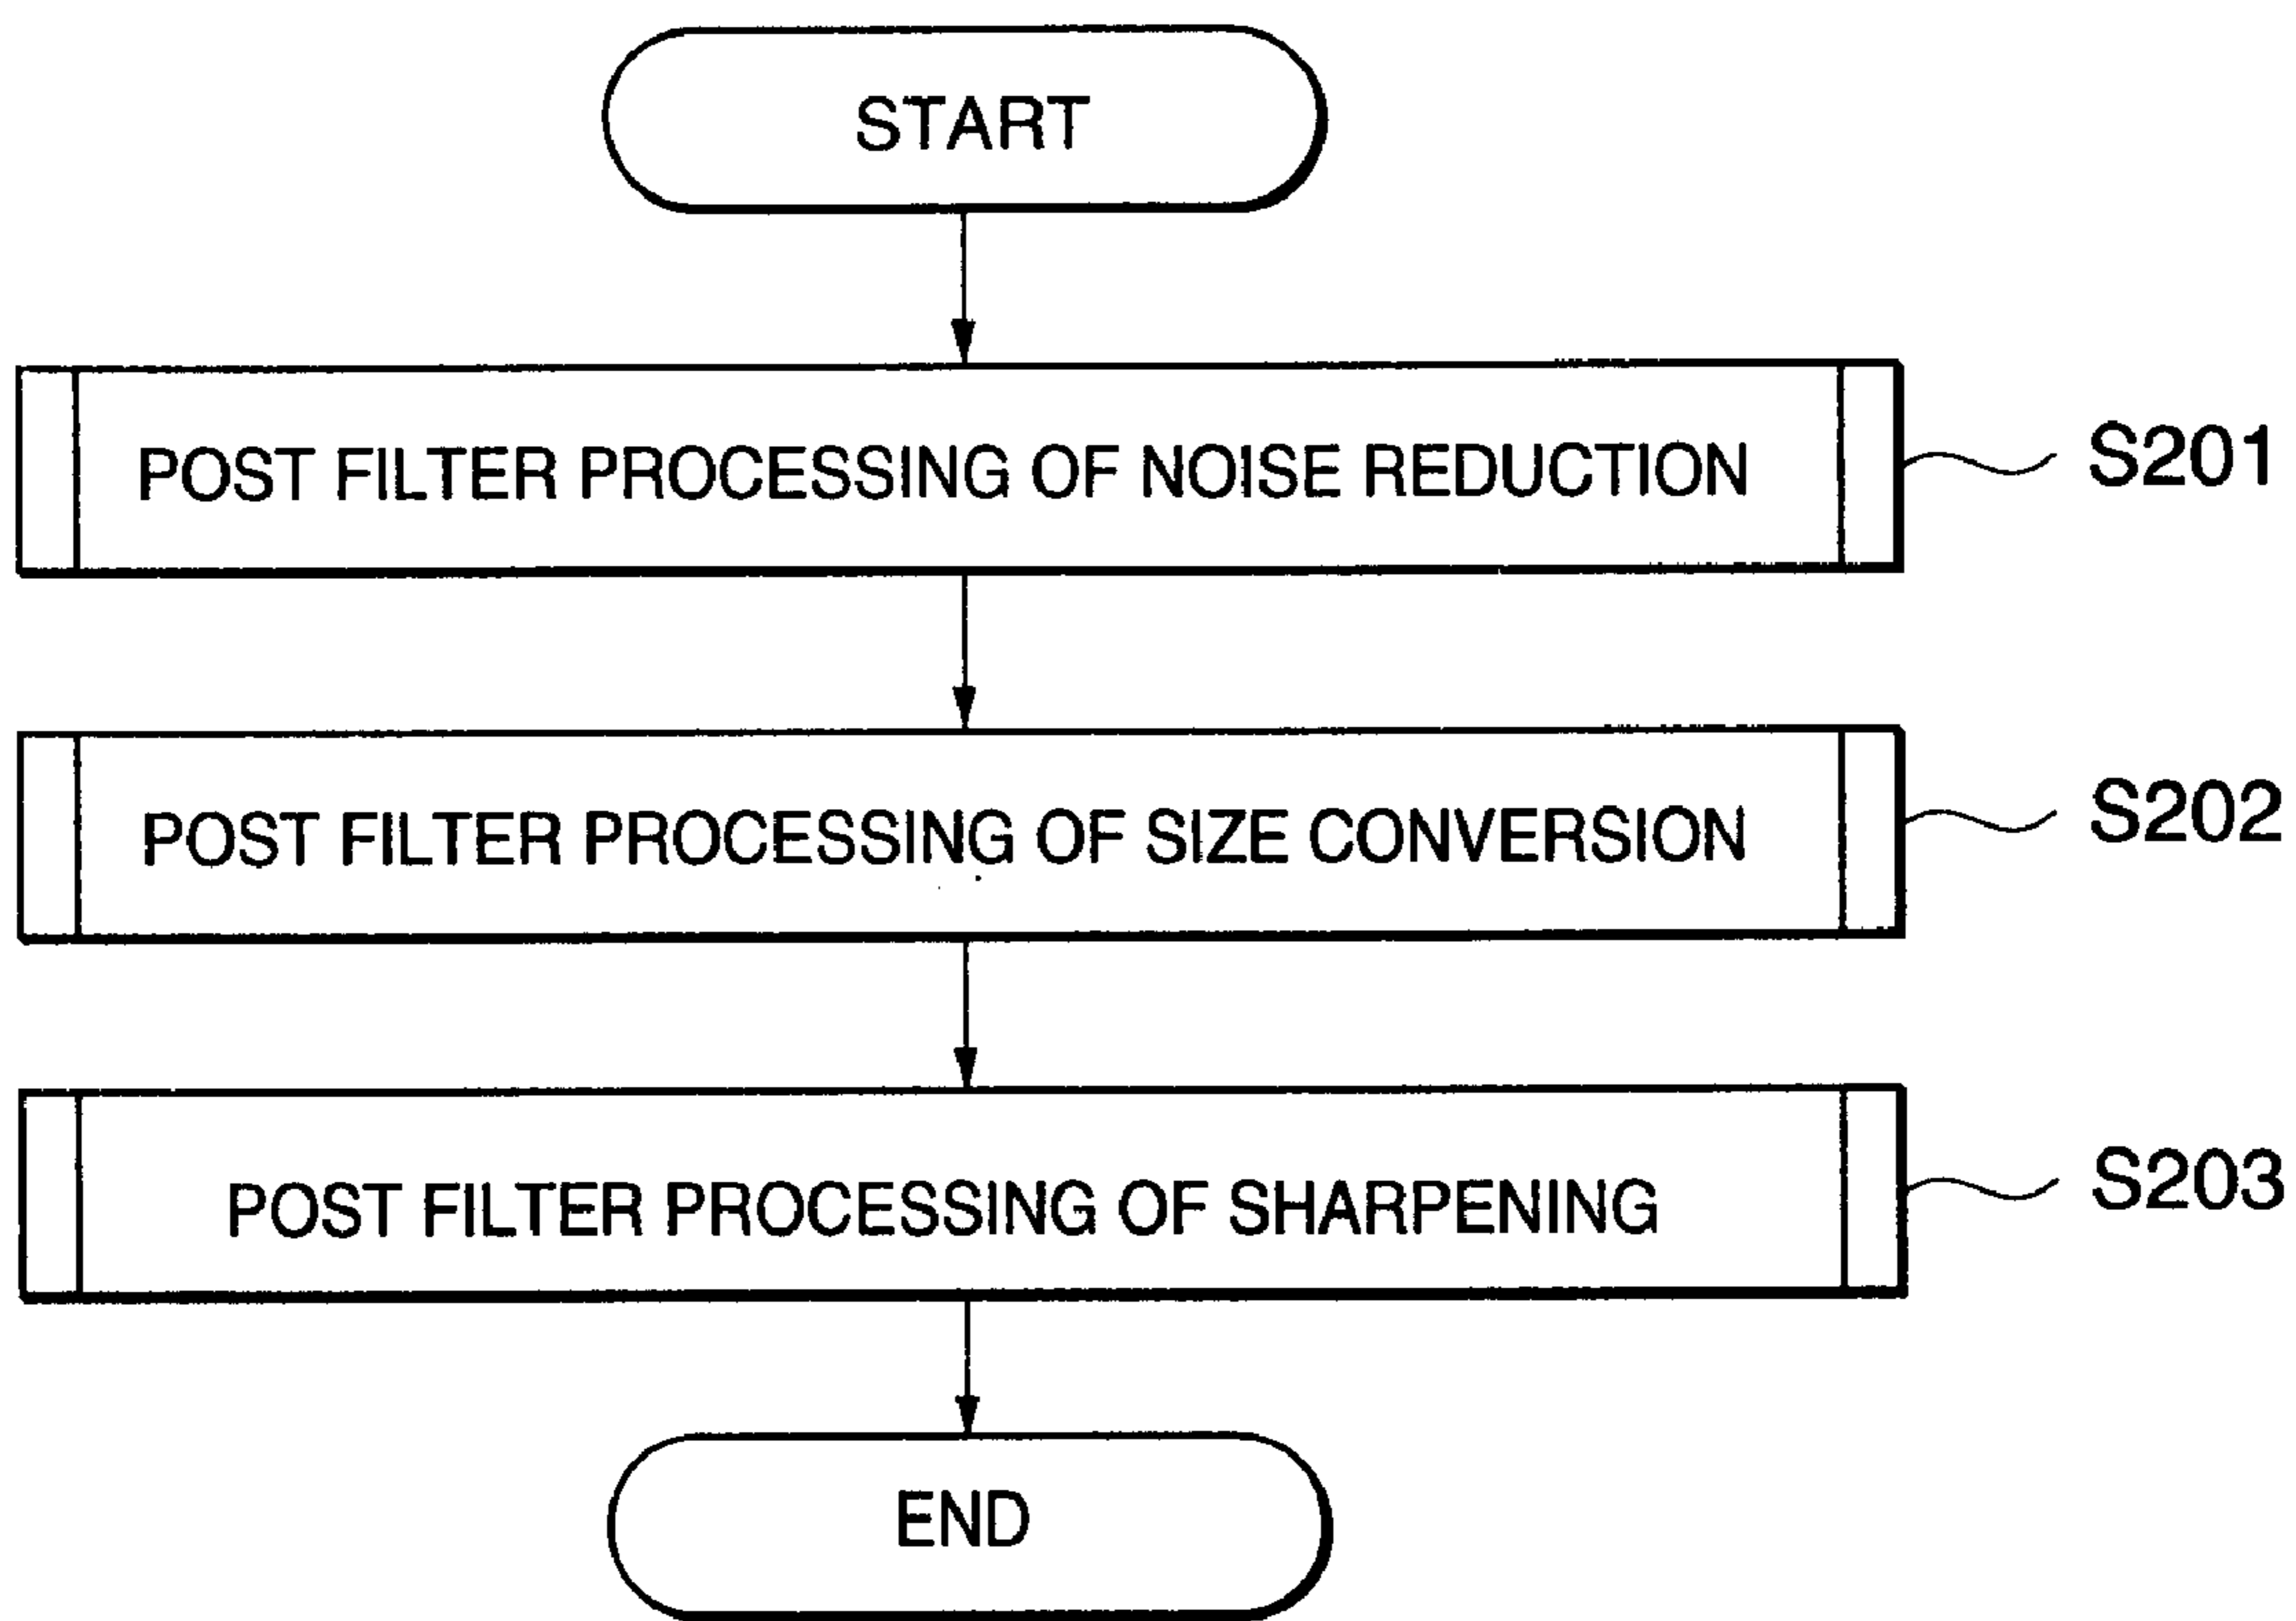 START
POST FILTER PROCESSING OF NOISE REDUCTION
S201
POST FILTER PROCESSING OF SIZE CONVERSION
S202
POST FILTER PROCESSING OF SHARPENING
S203
END